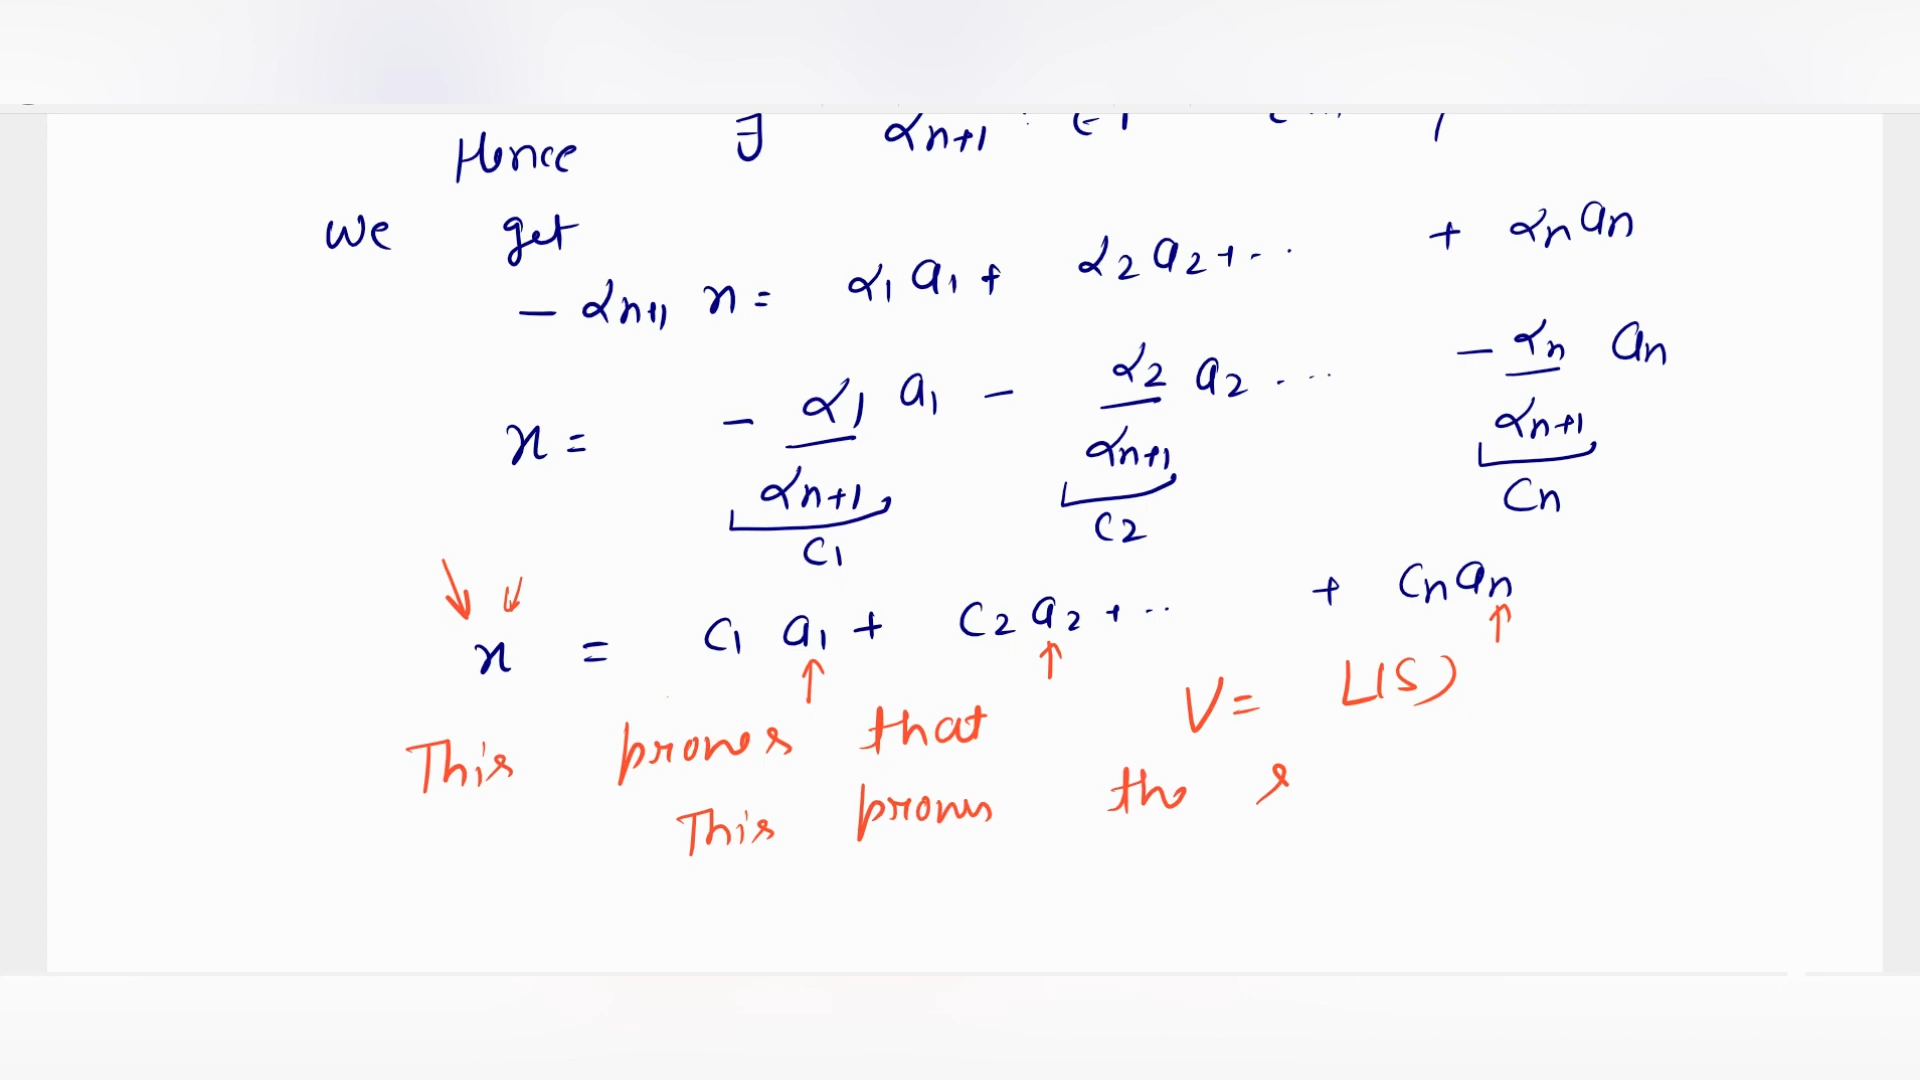 Hence ∃ αn+1
we get
- αn+1 x = α1 a1 + α2 a2 + ... + αn an
x = - α1/αn+1 a1 - α2/αn+1 a2 ... - αn/αn+1 an
C1 C2 Cn
x = C1 a1 + C2 a2 + ... + Cn an
This proves that V = L(S)
This proves the s